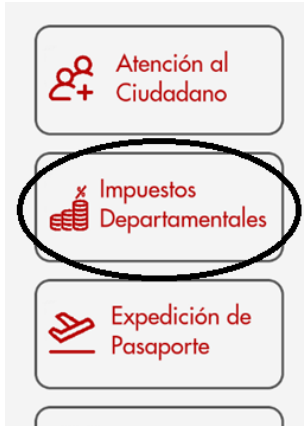 Atención al
Ciudadano
Impuestos
Departamentales
Expedición de
Pasaporte